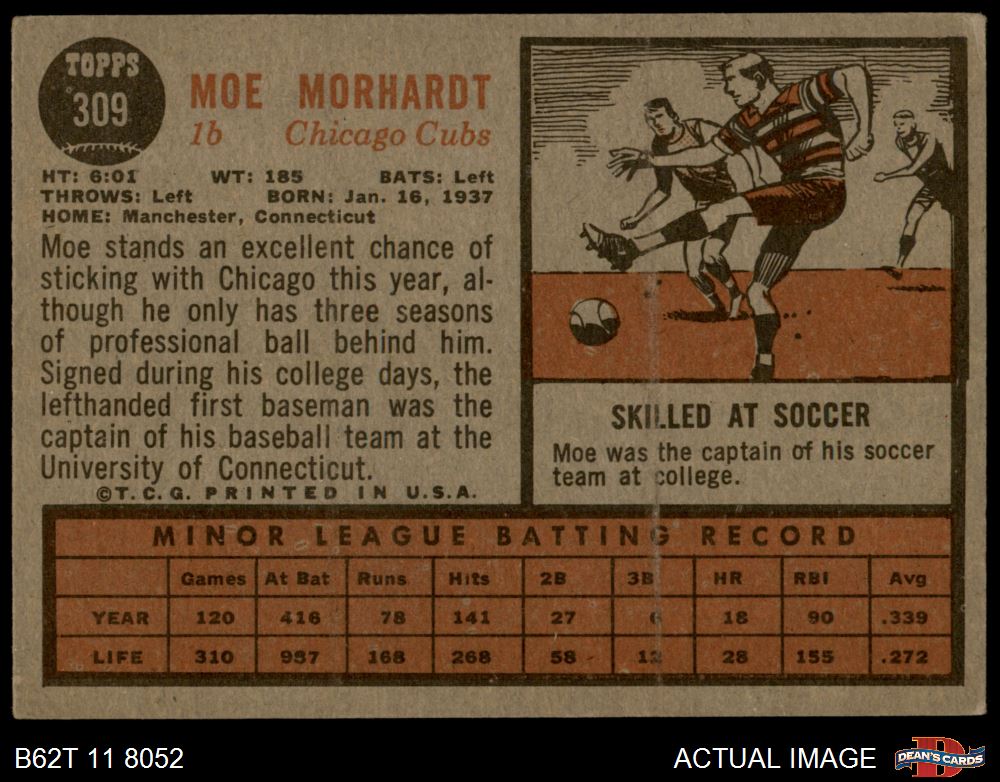 TOPPS
309
MOE MORHARDT
1b Chicago Cubs
HT: 6:01 WT: 185 BATS: Left
THROWS: Left BORN: Jan. 16, 1937
HOME: Manchester, Connecticut
Moe stands an excellent chance of
sticking with Chicago this year, al-
though he only has three seasons
of professional ball behind him.
Signed during his college days, the
lefthanded first baseman was the
captain of his baseball team at the
University of Connecticut.
©T.C.G. PRINTED IN U.S.A.
SKILLED AT SOCCER
Moe was the captain of his soccer
team at college.
MINOR LEAGUE BATTING RECORD
Games At Bat Runs Hits 2B 3B HR RBI Avg
YEAR 120 416 78 141 27 6 18 90 .339
LIFE 310 987 168 268 58 12 28 155 .272
B62T 11 8052
ACTUAL IMAGE
D
DEAN'S CARDS